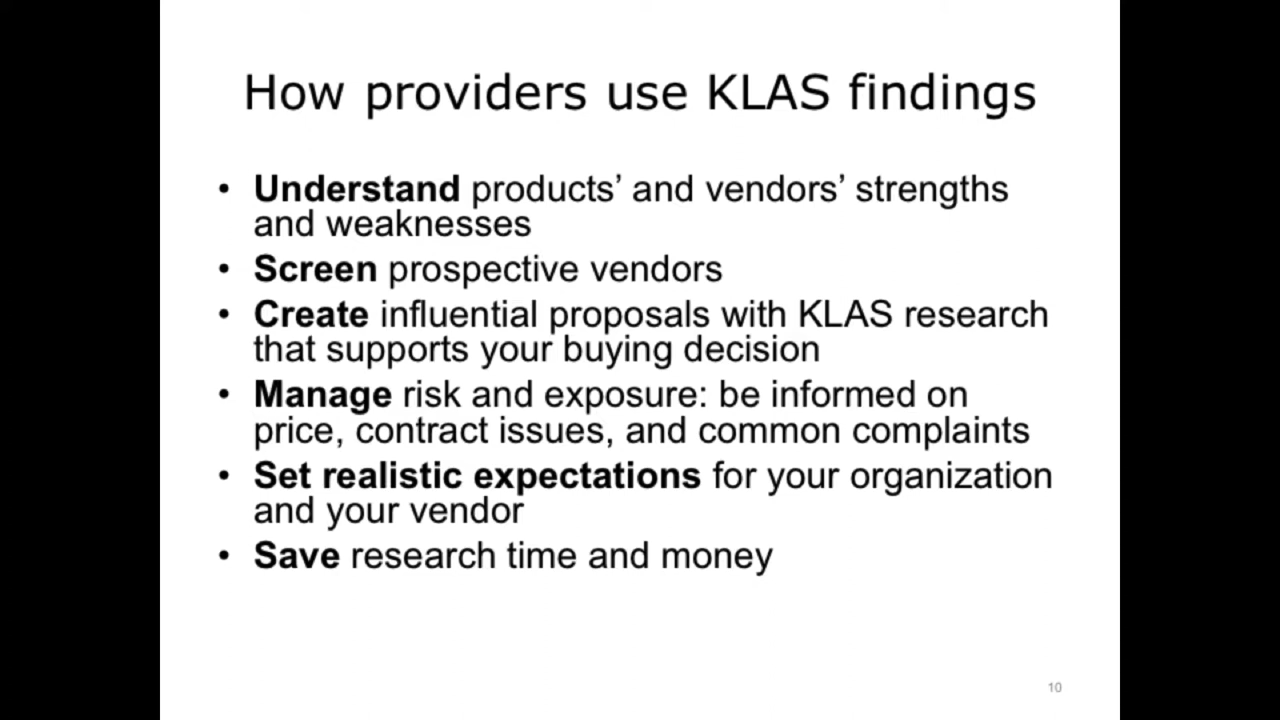 How providers use KLAS findings
• Understand products’ and vendors’ strengths
and weaknesses
• Screen prospective vendors
• Create influential proposals with KLAS research
that supports your buying decision
• Manage risk and exposure: be informed on
price, contract issues, and common complaints
• Set realistic expectations for your organization
and your vendor
• Save research time and money
10